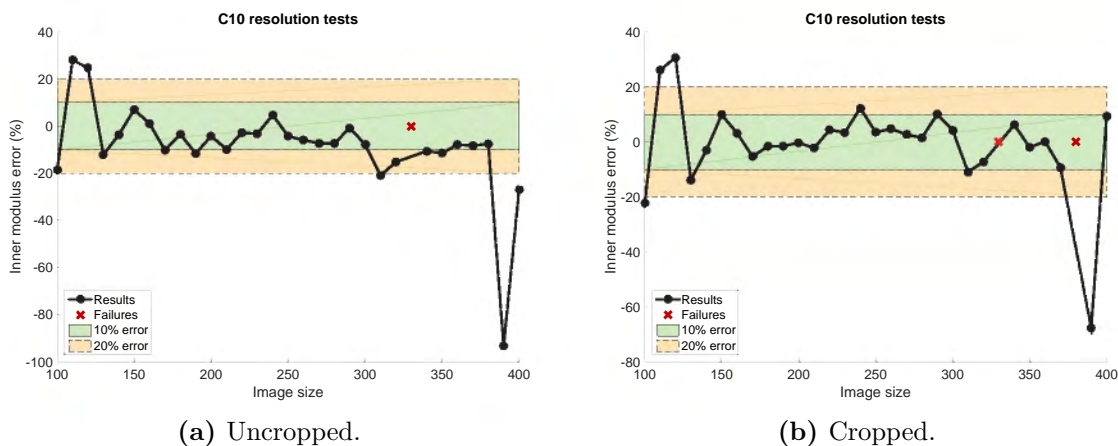 C10 resolution tests
40
20
0
-20
-40
-60
-80
-100
Inner modulus error (%)
Results
Failures
10% error
20% error
100 150 200 250 300 350 400
Image size
(a) Uncropped.
C10 resolution tests
40
20
0
-20
-40
-60
-80
Inner modulus error (%)
Results
Failures
10% error
20% error
100 150 200 250 300 350 400
Image size
(b) Cropped.